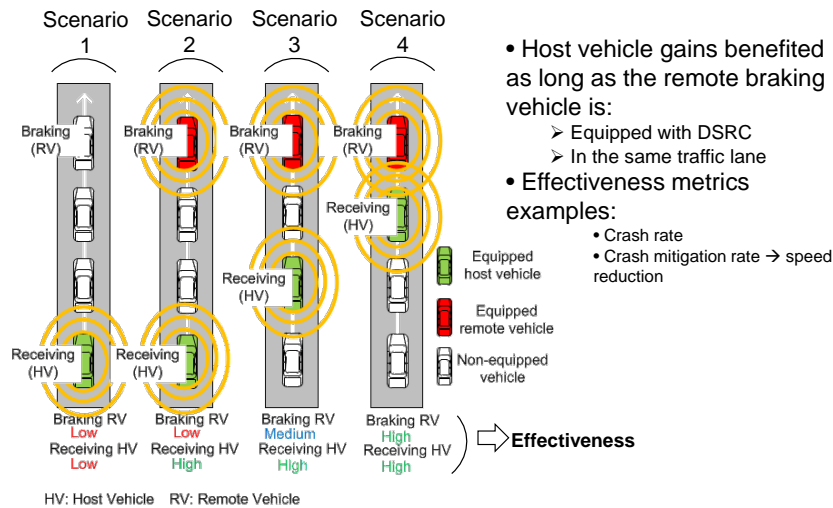 Scenario
1
Scenario
2
Scenario
3
Scenario
4
Braking
(RV)
Braking
(RV)
Braking
(RV)
Braking
(RV)
Receiving
(HV)
Receiving
(HV)
Receiving
(HV)
Receiving
(HV)
Equipped
host vehicle
Equipped
remote vehicle
Non-equipped
vehicle
Braking RV
Low
Receiving HV
Low
Braking RV
Low
Receiving HV
High
Braking RV
Medium
Receiving HV
High
Braking RV
High
Receiving HV
High
Effectiveness
HV: Host Vehicle RV: Remote Vehicle
• Host vehicle gains benefited
as long as the remote braking
vehicle is:
➢ Equipped with DSRC
➢ In the same traffic lane
• Effectiveness metrics
examples:
• Crash rate
• Crash mitigation rate → speed
reduction